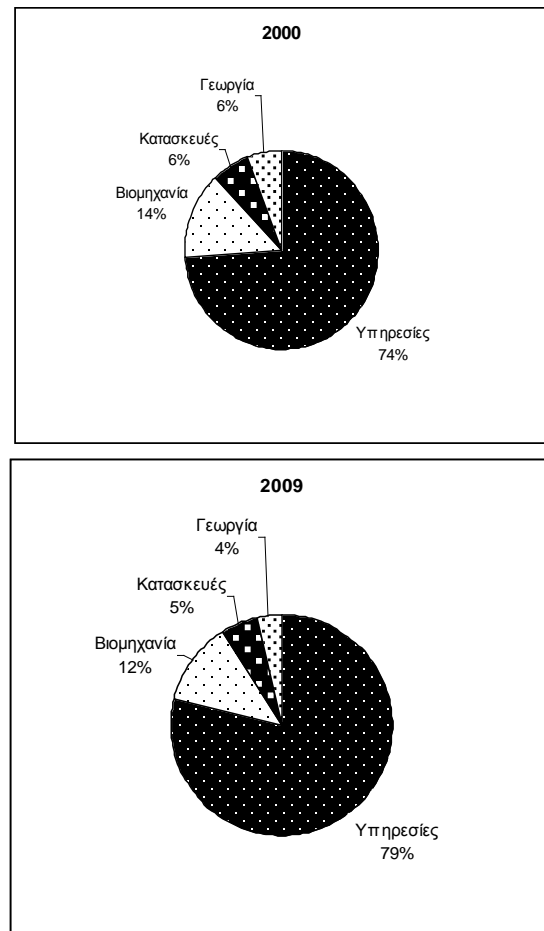 2000
Γεωργία
6%
Κατασκευές
6%
Βιομηχανία
14%
Υπηρεσίες
74%
2009
Γεωργία
4%
Κατασκευές
5%
Βιομηχανία
12%
Υπηρεσίες
79%